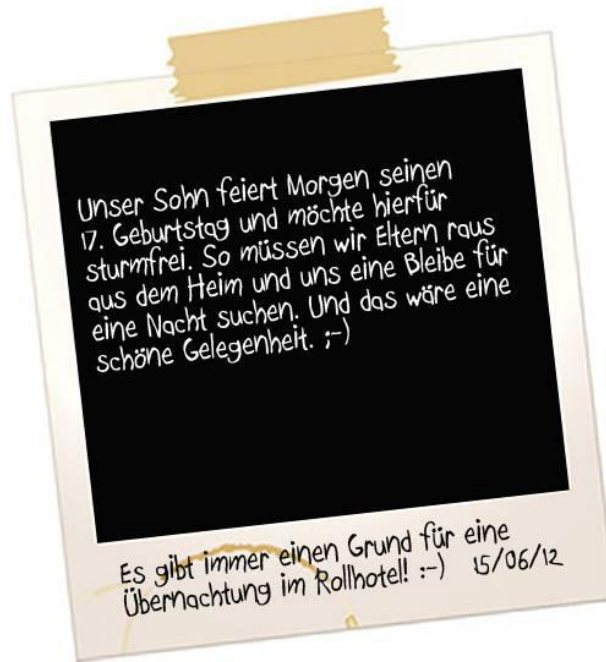 Unser Sohn feiert Morgen seinen
17. Geburtstag und möchte hierfür
sturmfrei. So müssen wir Eltern raus
aus dem Heim und uns eine Bleibe für
eine Nacht suchen. Und das wäre eine
schöne Gelegenheit. ;-)
Es gibt immer einen Grund für eine
Übernachtung im Rollhotel! :-) 15/06/12